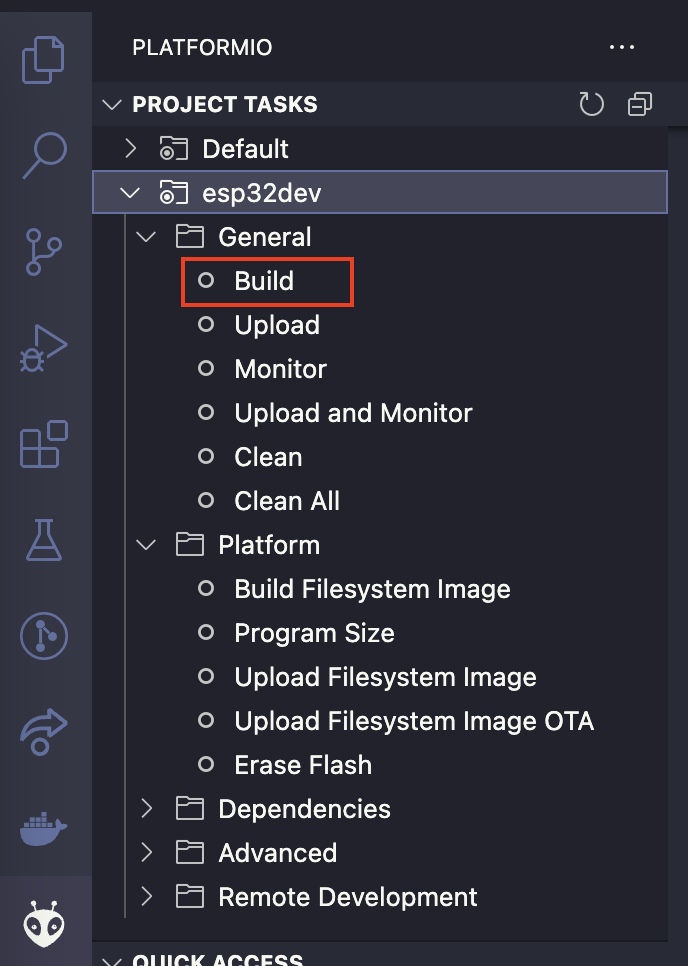 PLATFORMIO
PROJECT TASKS
Default
esp32dev
General
Build
Upload
Monitor
Upload and Monitor
Clean
Clean All
Platform
Build Filesystem Image
Program Size
Upload Filesystem Image
Upload Filesystem Image OTA
Erase Flash
Dependencies
Advanced
Remote Development
QUICK ACCESS